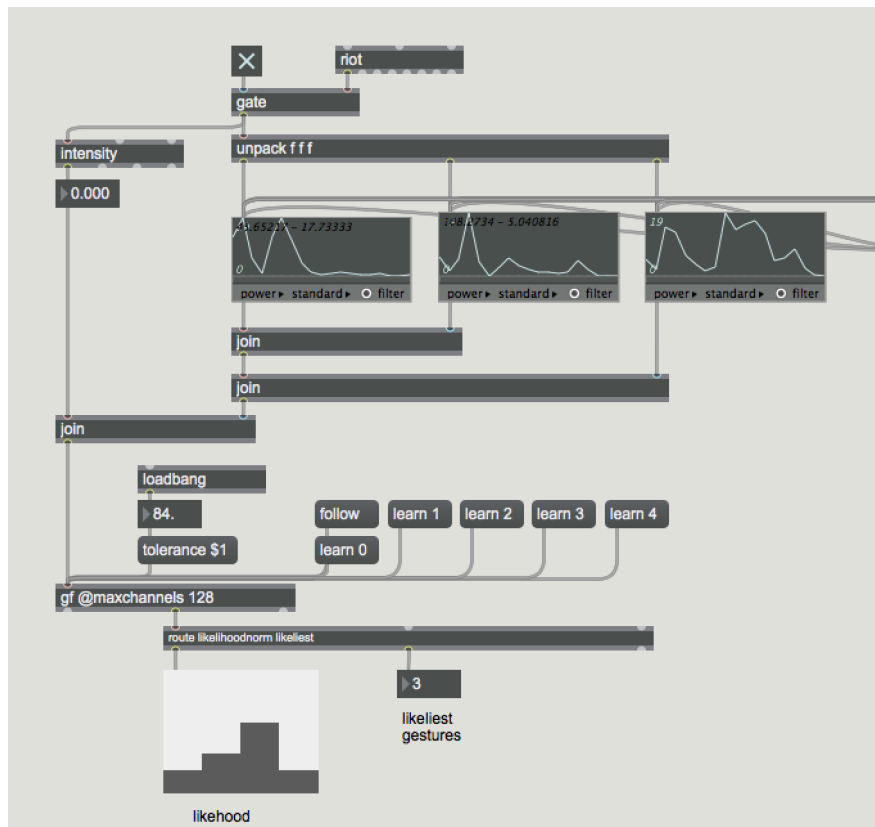 riot
gate
intensity
unpack f f f
0.000
17.73333
5.040816
19
0
0
0
power standard filter
power standard filter
power standard filter
join
join
join
loadbang
84.
follow
learn 1
learn 2
learn 3
learn 4
tolerance $1
learn 0
gf @maxchannels 128
route likelihoodnorm likeliest
3
likeliest
gestures
likehood